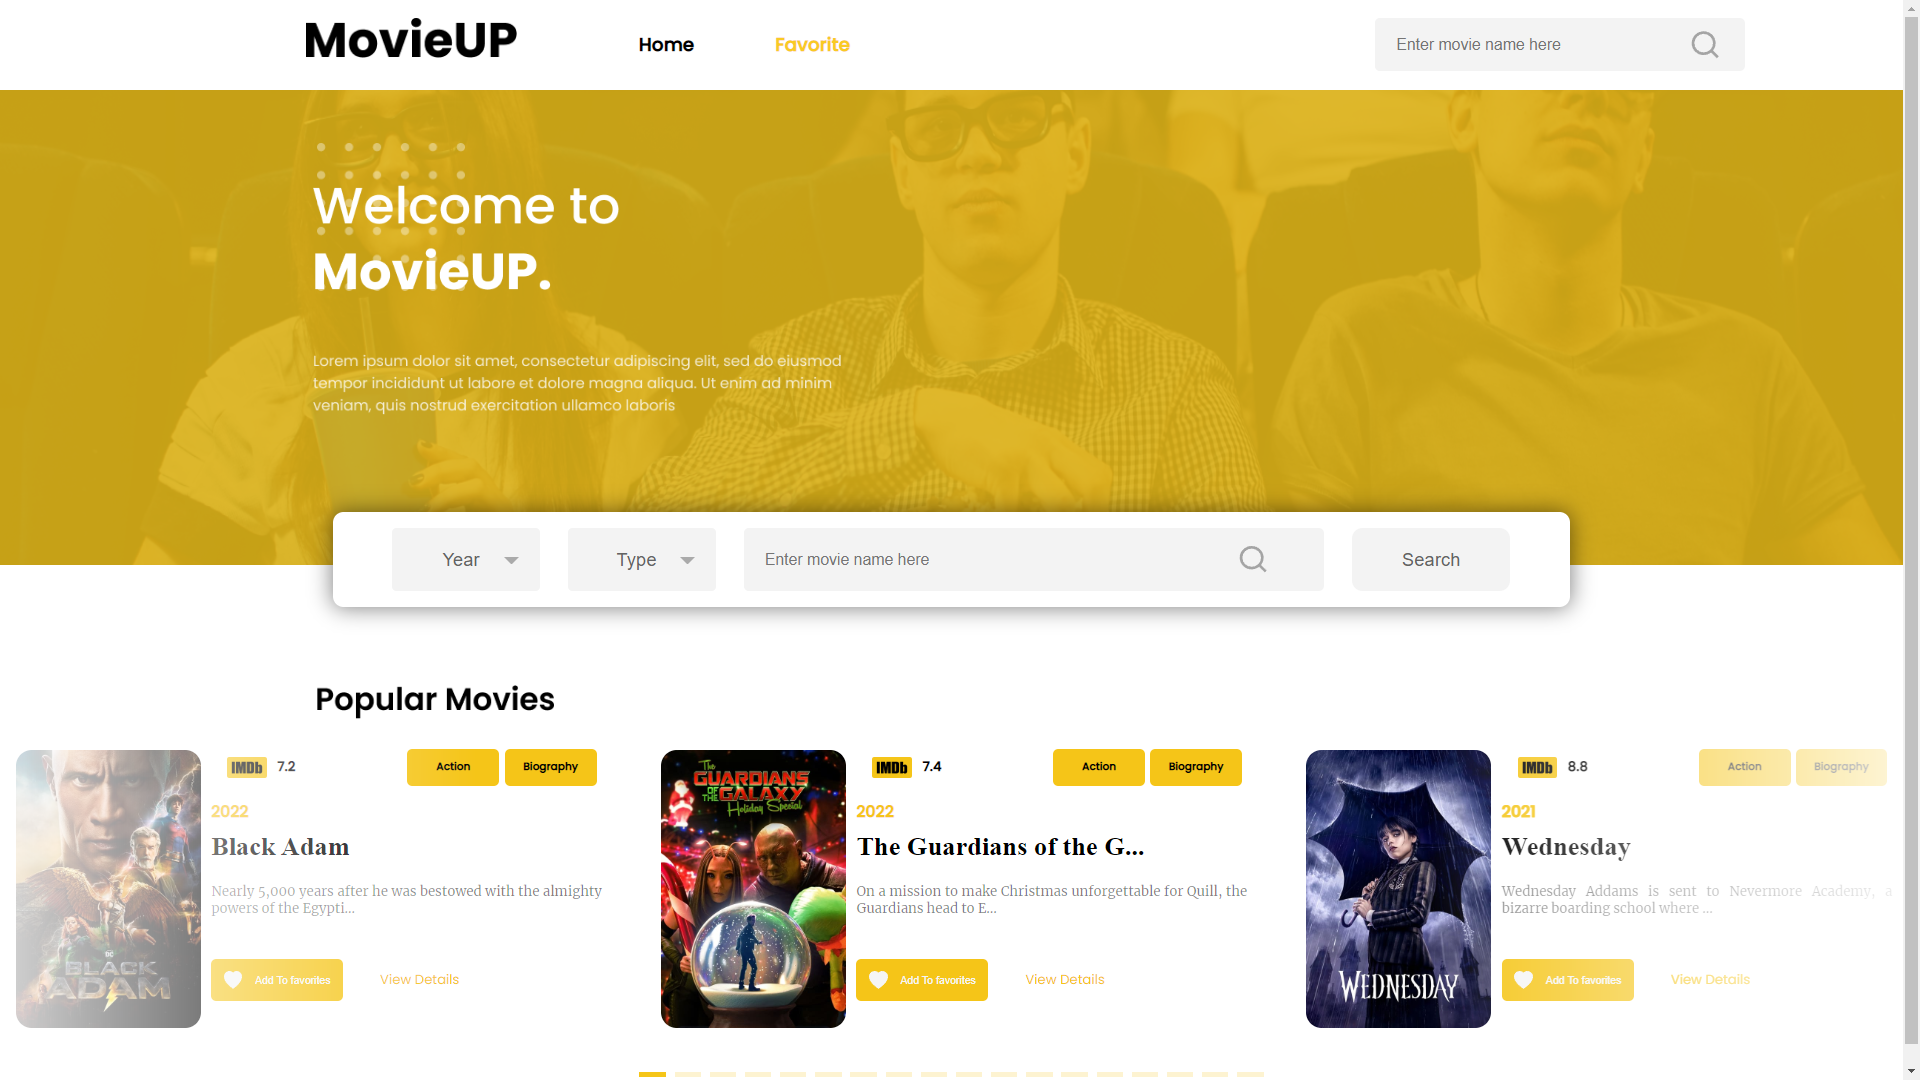 MovieUP
Home
Favorite
Enter movie name here
Welcome to
MovieUP.
Lorem ipsum dolor sit amet, consectetur adipiscing elit, sed do eiusmod
tempor incididunt ut labore et dolore magna aliqua. Ut enim ad minim
veniam, quis nostrud exercitation ullamco laboris
Year
Type
Enter movie name here
Search
Popular Movies
IMDb 7.2
Action
Biography
2022
Black Adam
Nearly 5,000 years after he was bestowed with the almighty
powers of the Egypti...
Add To favorites
View Details
DC
BLACK
ADAM
The
GUARDIANS
OF THE GALAXY
Holiday Special
IMDb 7.4
Action
Biography
2022
The Guardians of the G...
On a mission to make Christmas unforgettable for Quill, the
Guardians head to E...
Add To favorites
View Details
WEDNESDAY
IMDb 8.8
Action
Biography
2021
Wednesday
Wednesday Addams is sent to Nevermore Academy, a
bizarre boarding school where ...
Add To favorites
View Details